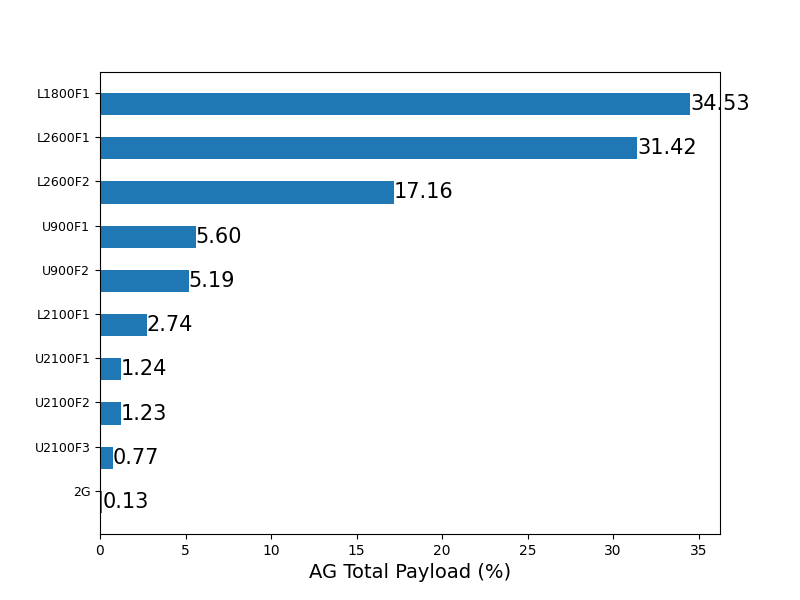 L1800F1 34.53
L2600F1 31.42
L2600F2 17.16
U900F1 5.60
U900F2 5.19
L2100F1 2.74
U2100F1 1.24
U2100F2 1.23
U2100F3 0.77
2G 0.13
0 5 10 15 20 25 30 35
AG Total Payload (%)